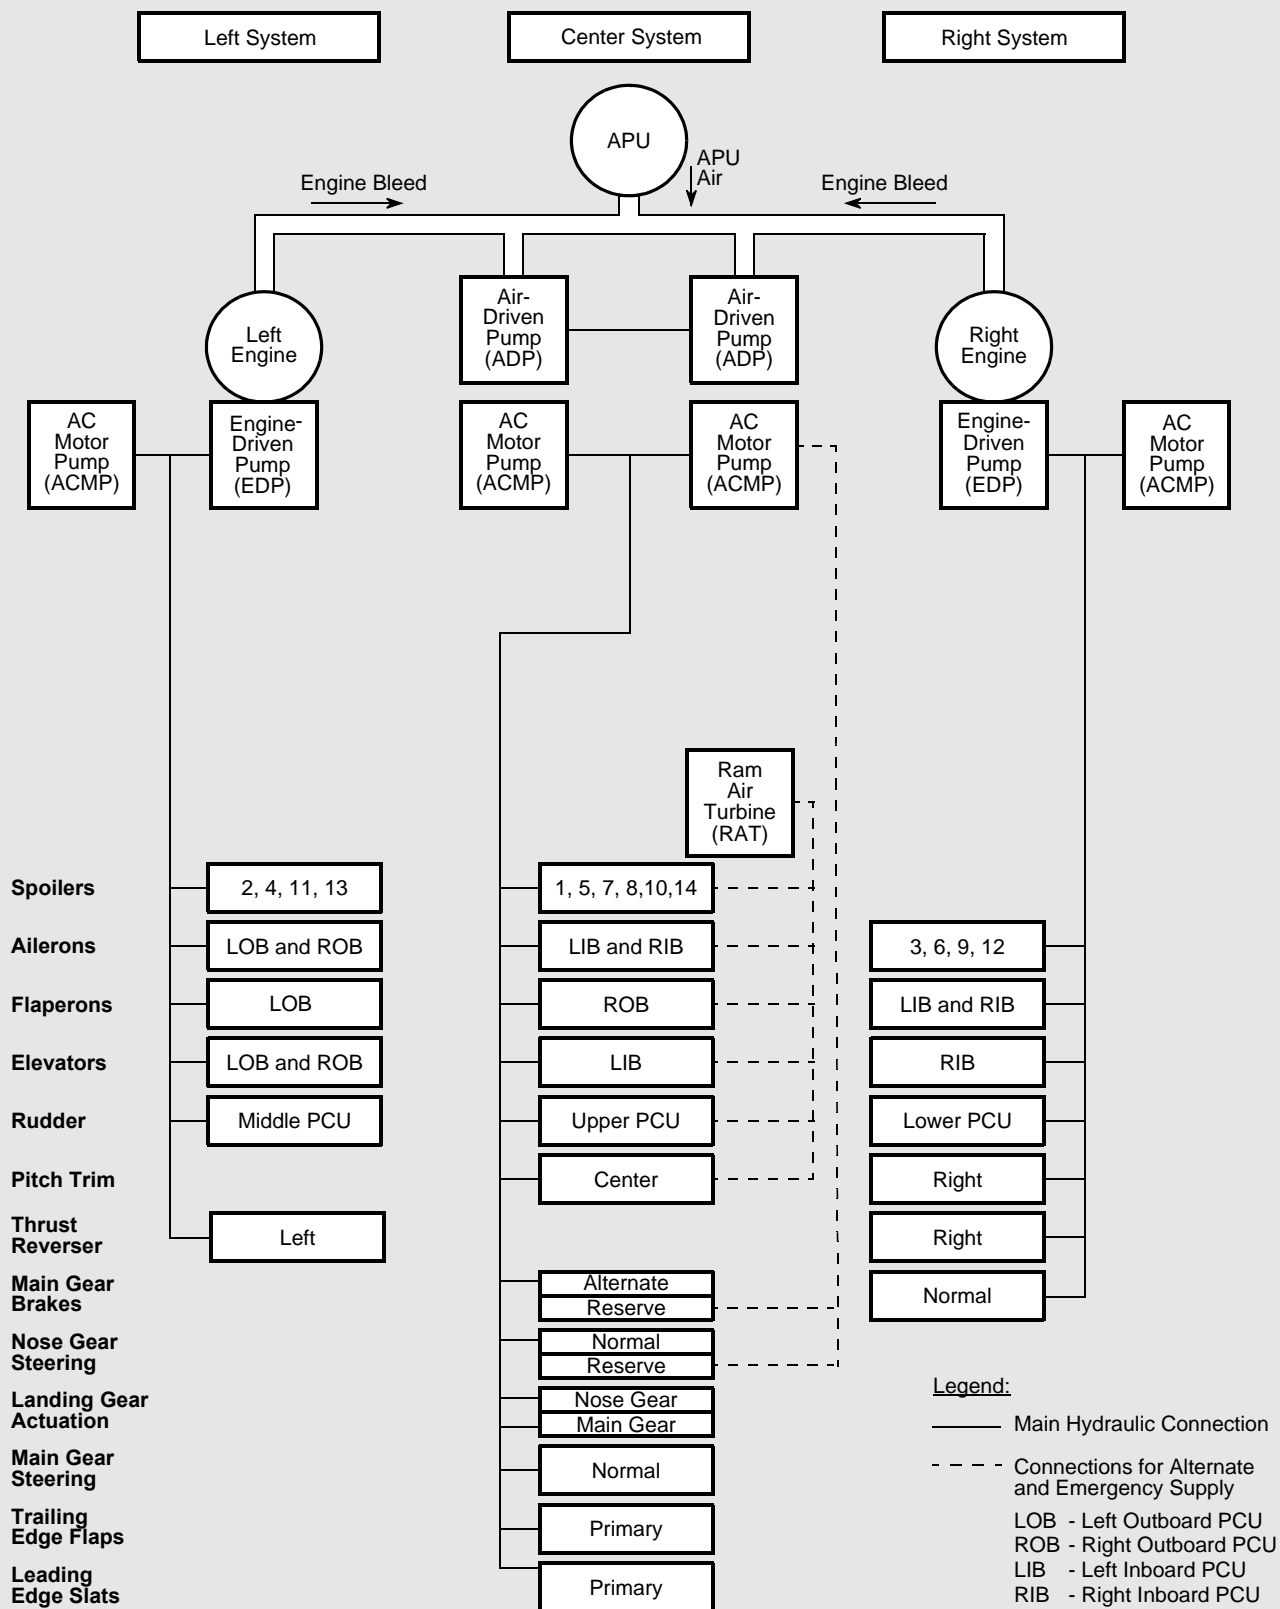 Left System
Center System
Right System
APU
APU
Air
Engine Bleed
Engine Bleed
Left
Engine
Air-
Driven
Pump
(ADP)
Air-
Driven
Pump
(ADP)
Right
Engine
AC
Motor
Pump
(ACMP)
Engine-
Driven
Pump
(EDP)
AC
Motor
Pump
(ACMP)
AC
Motor
Pump
(ACMP)
Engine-
Driven
Pump
(EDP)
AC
Motor
Pump
(ACMP)
Ram
Air
Turbine
(RAT)
Spoilers
2, 4, 11, 13
1, 5, 7, 8,10,14
Ailerons
LOB and ROB
LIB and RIB
3, 6, 9, 12
Flaperons
LOB
ROB
LIB and RIB
Elevators
LOB and ROB
LIB
RIB
Rudder
Middle PCU
Upper PCU
Lower PCU
Pitch Trim
Center
Right
Thrust
Reverser
Left
Right
Main Gear
Brakes
Alternate
Reserve
Normal
Nose Gear
Steering
Normal
Reserve
Landing Gear
Actuation
Nose Gear
Main Gear
Main Gear
Steering
Normal
Trailing
Edge Flaps
Primary
Leading
Edge Slats
Primary
Legend:
Main Hydraulic Connection
Connections for Alternate
and Emergency Supply
LOB - Left Outboard PCU
ROB - Right Outboard PCU
LIB - Left Inboard PCU
RIB - Right Inboard PCU